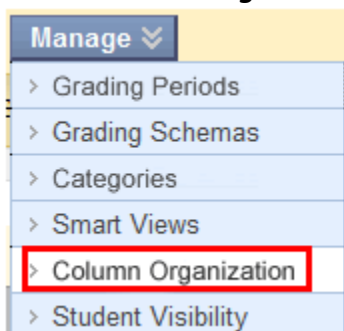 Manage
Grading Periods
Grading Schemas
Categories
Smart Views
Column Organization
Student Visibility